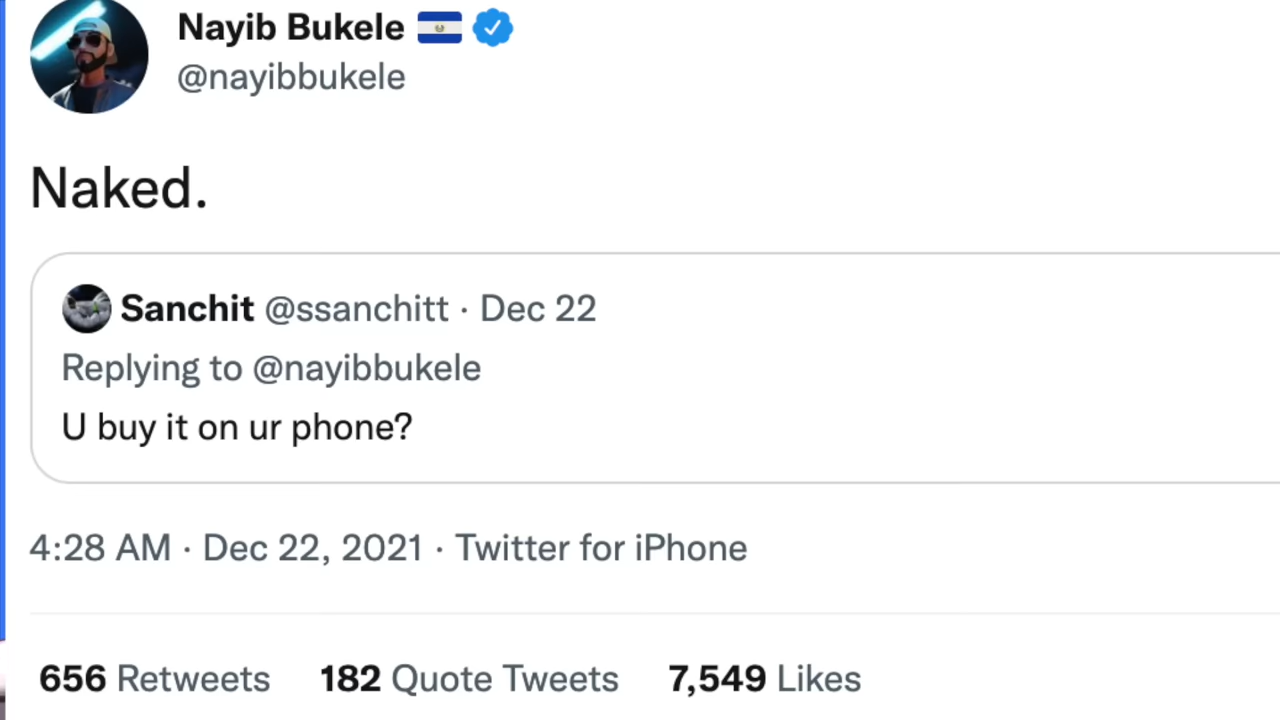 Nayib Bukele
@nayibbukele
Naked.
Sanchit @ssanchitt · Dec 22
Replying to @nayibbukele
U buy it on ur phone?
4:28 AM · Dec 22, 2021 · Twitter for iPhone
656 Retweets 182 Quote Tweets 7,549 Likes